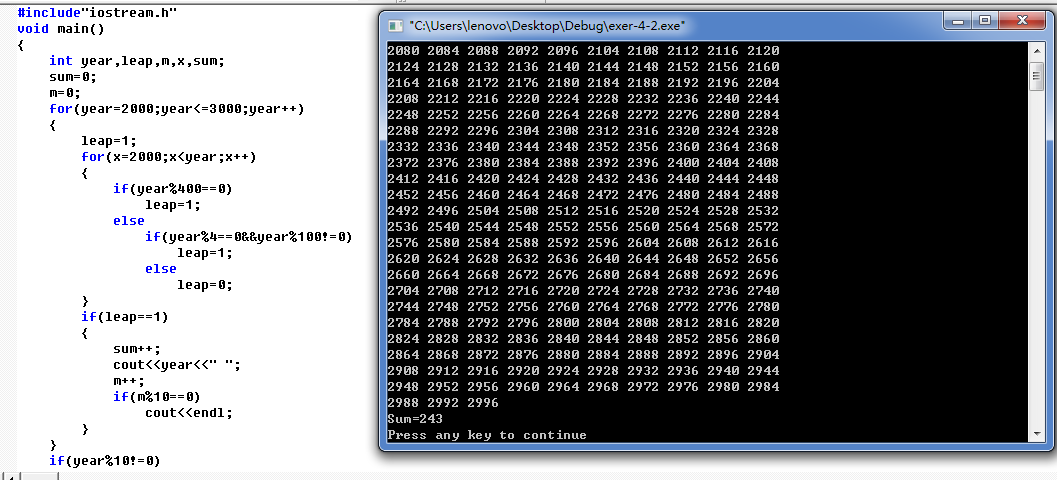 #include"iostream.h"
void main()
{
int year,leap,m,x,sum;
sum=0;
m=0;
for(year=2000;year<=3000;year++)
{
leap=1;
for(x=2000;x<year;x++)
{
if(year%400==0)
leap=1;
else
if(year%4==0&&year%100!=0)
leap=1;
else
leap=0;
}
if(leap==1)
{
sum++;
cout<<year<<" ";
m++;
if(m%10==0)
cout<<endl;
}
}
if(year%10!=0)
"C:\Users\lenovo\Desktop\Debug\exer-4-2.exe"
2080 2084 2088 2092 2096 2104 2108 2112 2116 2120
2124 2128 2132 2136 2140 2144 2148 2152 2156 2160
2164 2168 2172 2176 2180 2184 2188 2192 2196 2204
2208 2212 2216 2220 2224 2228 2232 2236 2240 2244
2248 2252 2256 2260 2264 2268 2272 2276 2280 2284
2288 2292 2296 2304 2308 2312 2316 2320 2324 2328
2332 2336 2340 2344 2348 2352 2356 2360 2364 2368
2372 2376 2380 2384 2388 2392 2396 2400 2404 2408
2412 2416 2420 2424 2428 2432 2436 2440 2444 2448
2452 2456 2460 2464 2468 2472 2476 2480 2484 2488
2492 2496 2504 2508 2512 2516 2520 2524 2528 2532
2536 2540 2544 2548 2552 2556 2560 2564 2568 2572
2576 2580 2584 2588 2592 2596 2604 2608 2612 2616
2620 2624 2628 2632 2636 2640 2644 2648 2652 2656
2660 2664 2668 2672 2676 2680 2684 2688 2692 2696
2704 2708 2712 2716 2720 2724 2728 2732 2736 2740
2744 2748 2752 2756 2760 2764 2768 2772 2776 2780
2784 2788 2792 2796 2800 2804 2808 2812 2816 2820
2824 2828 2832 2836 2840 2844 2848 2852 2856 2860
2864 2868 2872 2876 2880 2884 2888 2892 2896 2904
2908 2912 2916 2920 2924 2928 2932 2936 2940 2944
2948 2952 2956 2960 2964 2968 2972 2976 2980 2984
2988 2992 2996
Sum=243
Press any key to continue